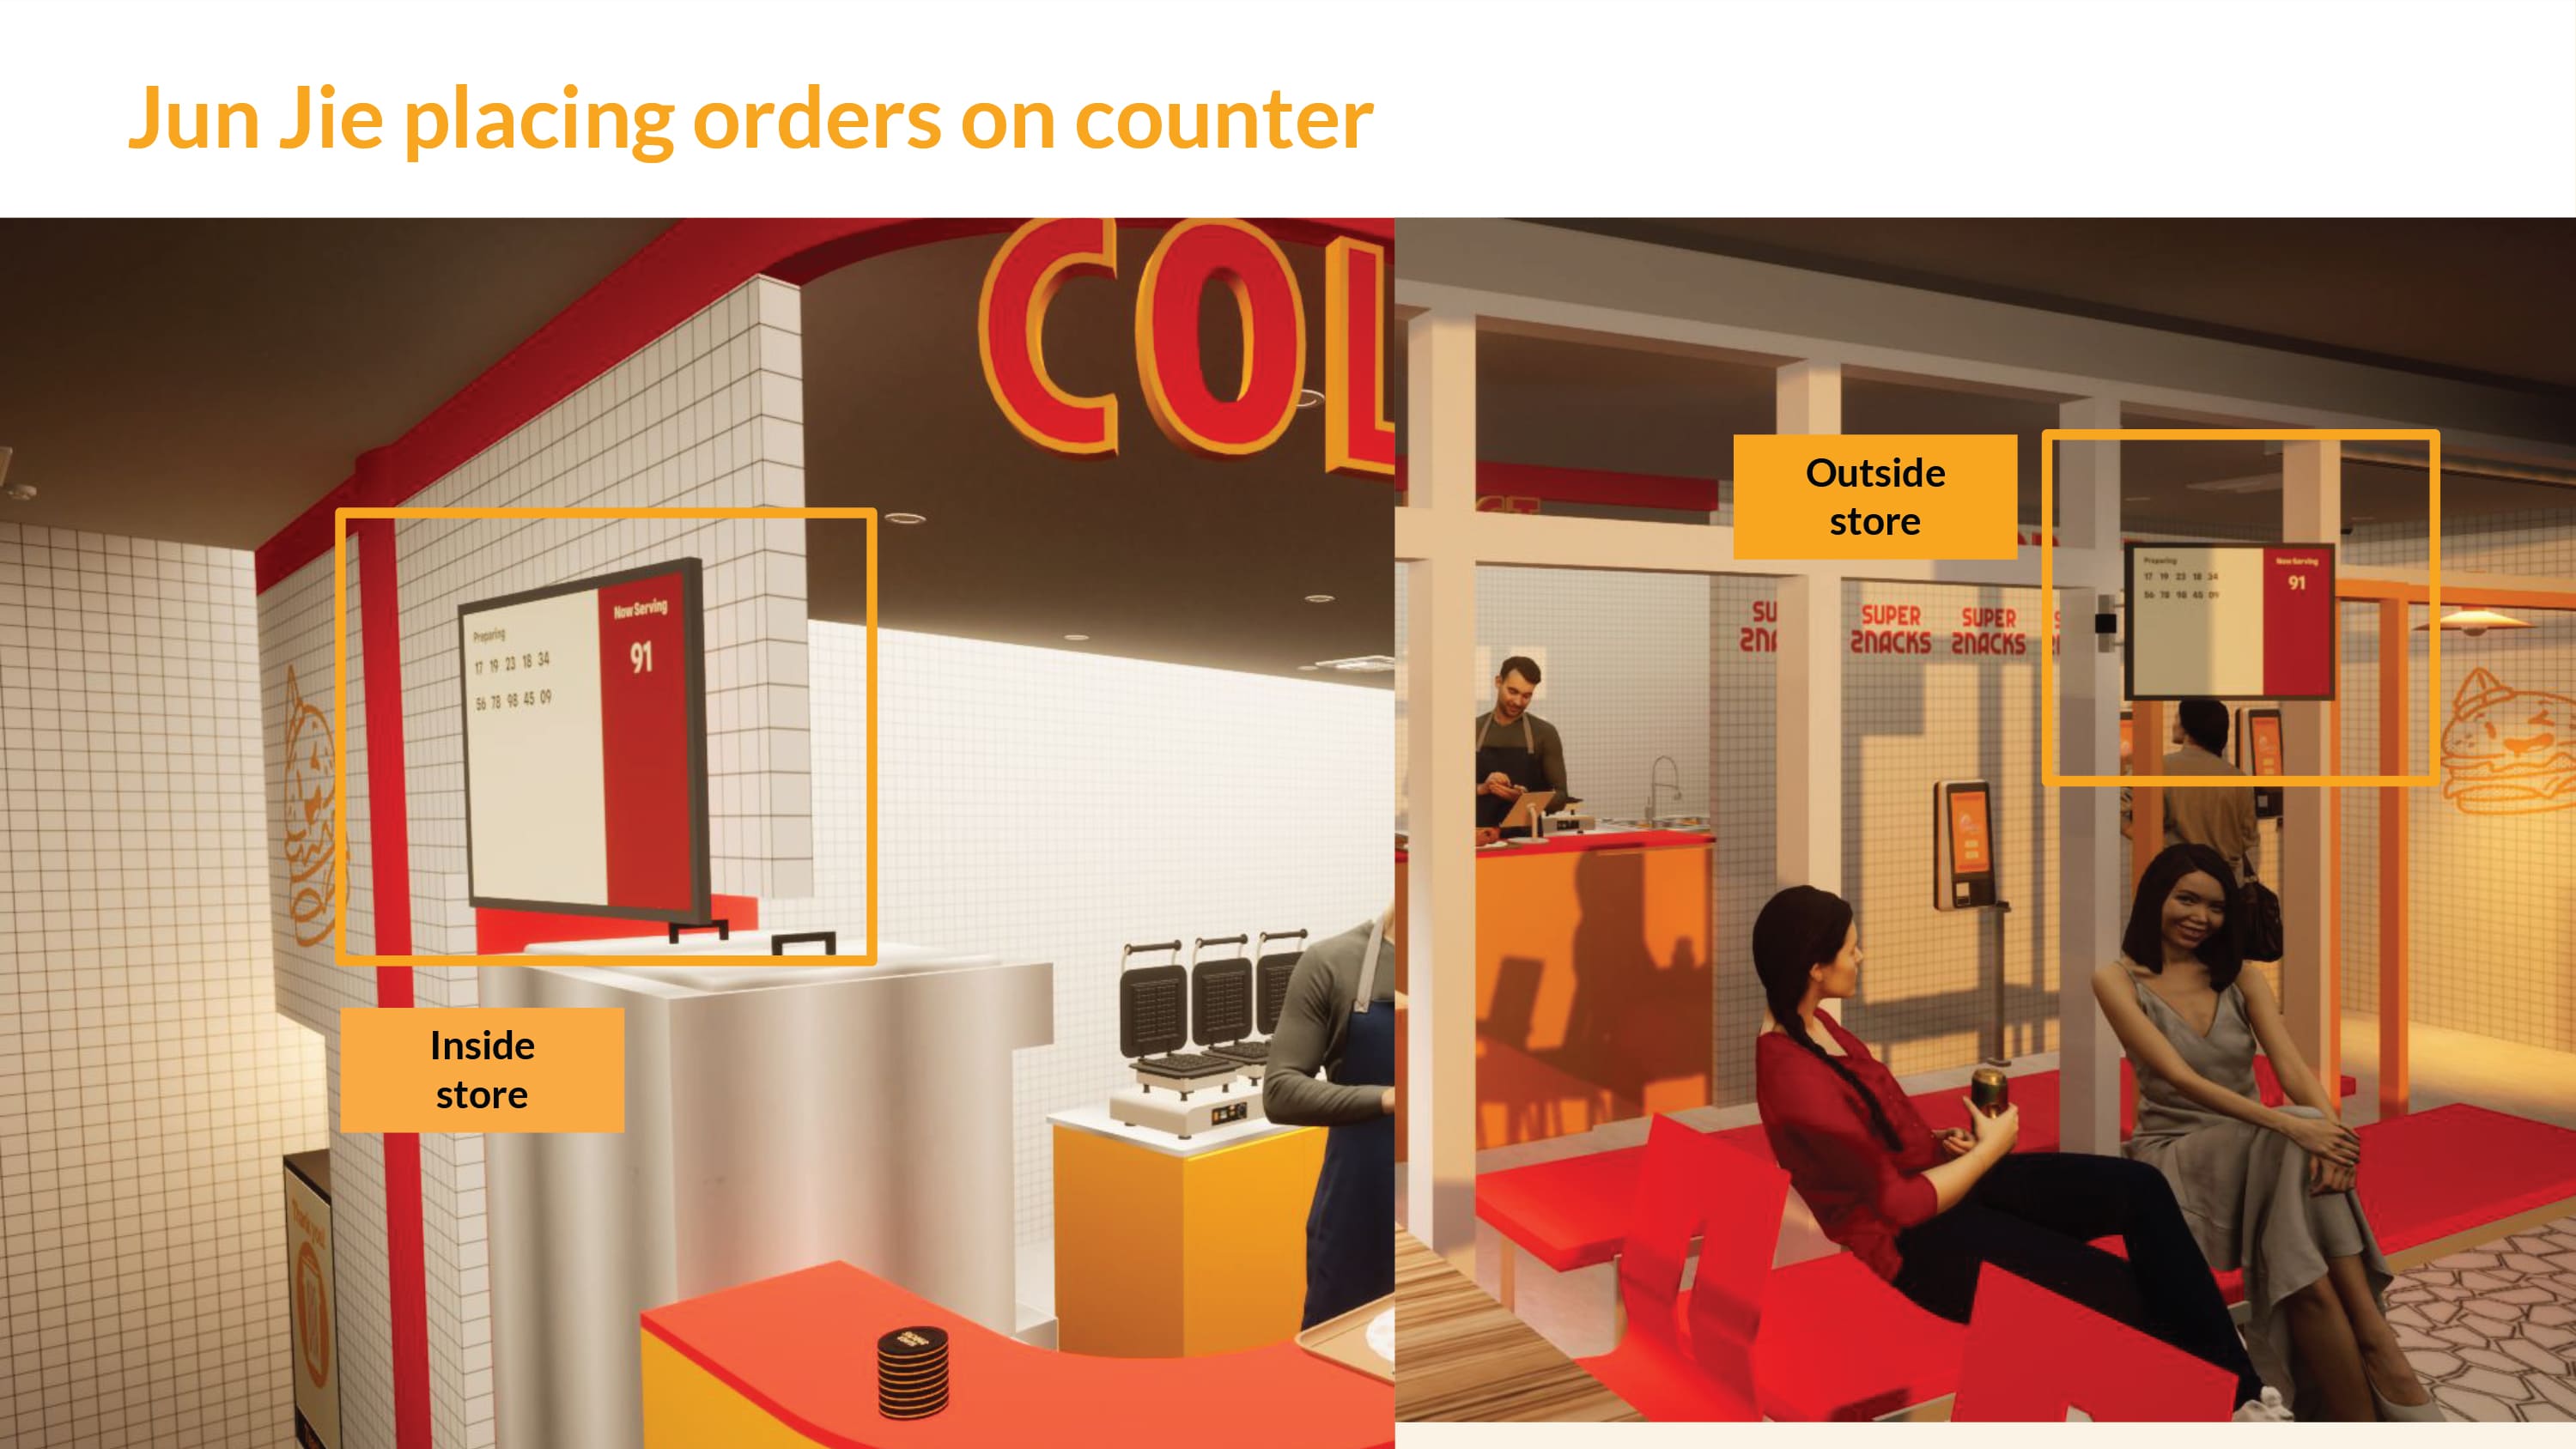 Jun Jie placing orders on counter
COL
Preparing
17 19 23 18 34
56 78 98 45 09
Now Serving
91
Inside
store
Thank you!
Outside
store
SUPER
SNACKS
SUPER
SNACKS
Preparing
17 19 23 18 34
56 78 98 45 09
Now Serving
91